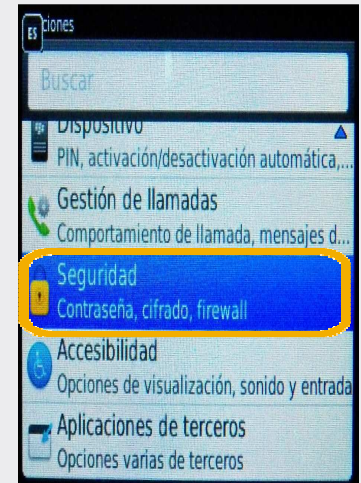 ES
ciones
Buscar
Dispositivo
PIN, activación/desactivación automática,...
Gestión de llamadas
Comportamiento de llamada, mensajes d...
Seguridad
Contraseña, cifrado, firewall
Accesibilidad
Opciones de visualización, sonido y entrada
Aplicaciones de terceros
Opciones varias de terceros